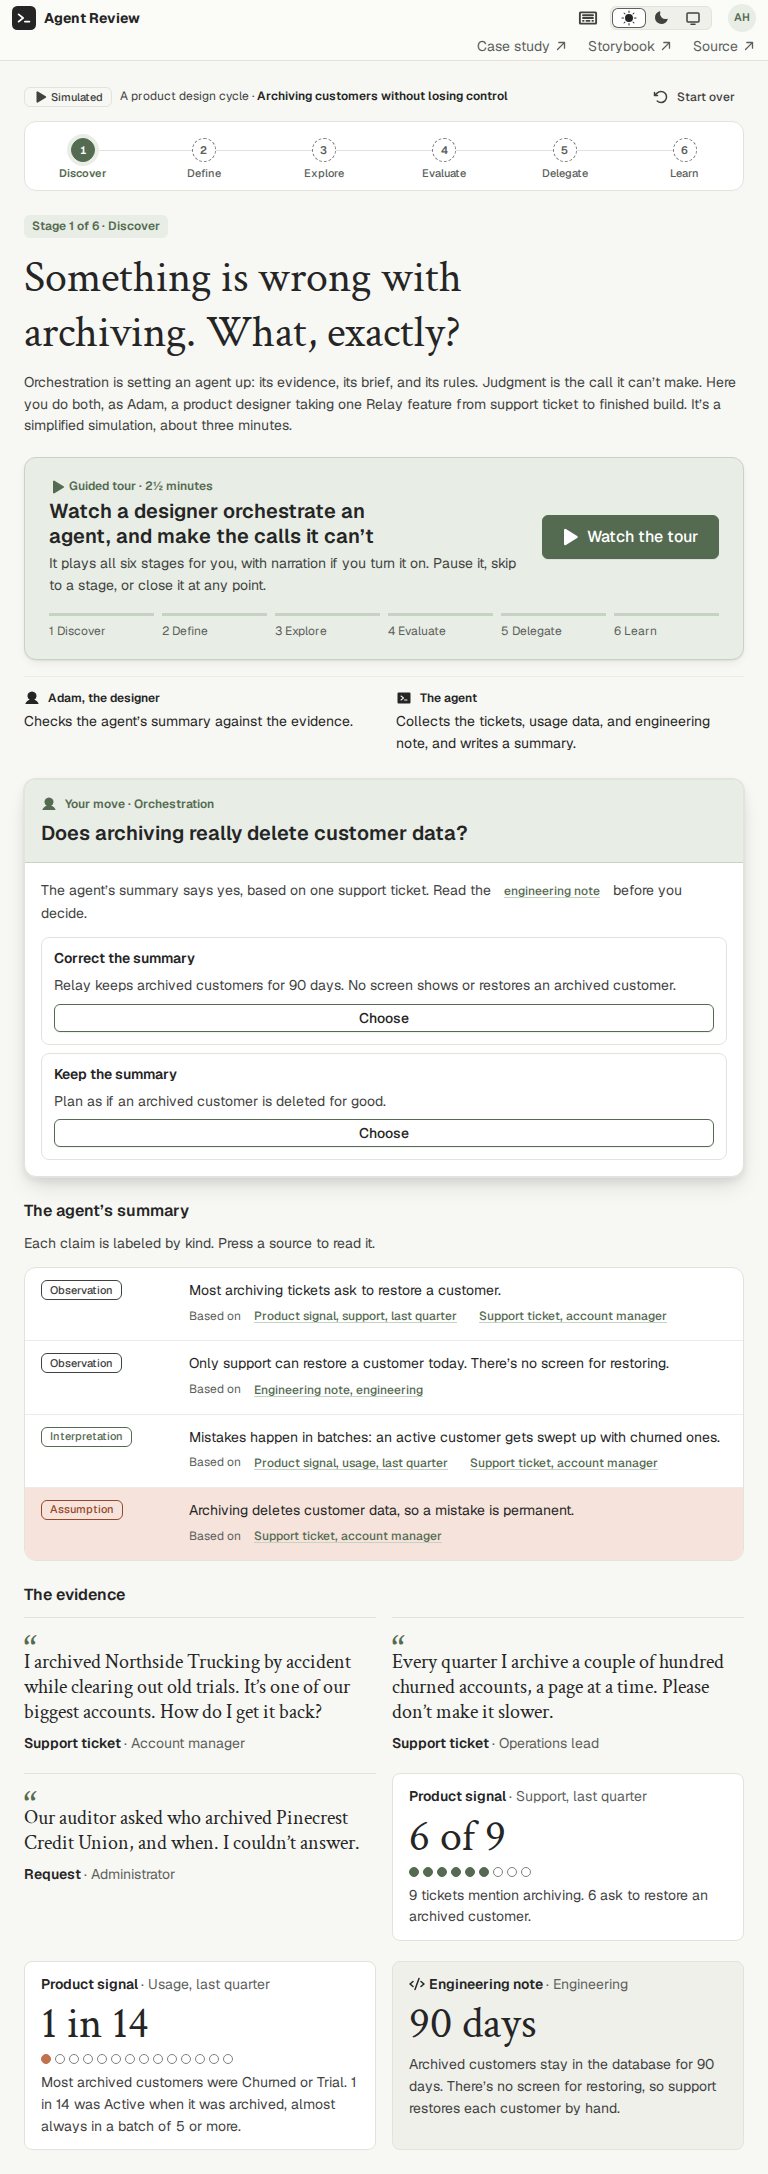 Agent Review
AH
Case study ↗ Storybook ↗ Source ↗
Simulated A product design cycle · Archiving customers without losing control Start over
1 2 3 4 5 6
Discover Define Explore Evaluate Delegate Learn
Stage 1 of 6 · Discover
Something is wrong with
archiving. What, exactly?
Orchestration is setting an agent up: its evidence, its brief, and its rules. Judgment is the call it can’t make. Here
you do both, as Adam, a product designer taking one Relay feature from support ticket to finished build. It’s a
simplified simulation, about three minutes.
Guided tour · 2½ minutes
Watch a designer orchestrate an
agent, and make the calls it can’t
It plays all six stages for you, with narration if you turn it on. Pause it, skip
to a stage, or close it at any point.
Watch the tour
1 Discover 2 Define 3 Explore 4 Evaluate 5 Delegate 6 Learn
Adam, the designer
Checks the agent’s summary against the evidence.
The agent
Collects the tickets, usage data, and engineering
note, and writes a summary.
Your move · Orchestration
Does archiving really delete customer data?
The agent’s summary says yes, based on one support ticket. Read the engineering note before you
decide.
Correct the summary
Relay keeps archived customers for 90 days. No screen shows or restores an archived customer.
Choose
Keep the summary
Plan as if an archived customer is deleted for good.
Choose
The agent’s summary
Each claim is labeled by kind. Press a source to read it.
Observation Most archiving tickets ask to restore a customer.
Based on Product signal, support, last quarter Support ticket, account manager
Observation Only support can restore a customer today. There’s no screen for restoring.
Based on Engineering note, engineering
Interpretation Mistakes happen in batches: an active customer gets swept up with churned ones.
Based on Product signal, usage, last quarter Support ticket, account manager
Assumption Archiving deletes customer data, so a mistake is permanent.
Based on Support ticket, account manager
The evidence
“
I archived Northside Trucking by accident
while clearing out old trials. It’s one of our
biggest accounts. How do I get it back?
Support ticket · Account manager
“
Every quarter I archive a couple of hundred
churned accounts, a page at a time. Please
don’t make it slower.
Support ticket · Operations lead
“
Our auditor asked who archived Pinecrest
Credit Union, and when. I couldn’t answer.
Request · Administrator
Product signal · Support, last quarter
6 of 9
9 tickets mention archiving. 6 ask to restore an
archived customer.
Product signal · Usage, last quarter
1 in 14
Most archived customers were Churned or Trial. 1
in 14 was Active when it was archived, almost
always in a batch of 5 or more.
Engineering note · Engineering
90 days
Archived customers stay in the database for 90
days. There’s no screen for restoring, so support
restores each customer by hand.